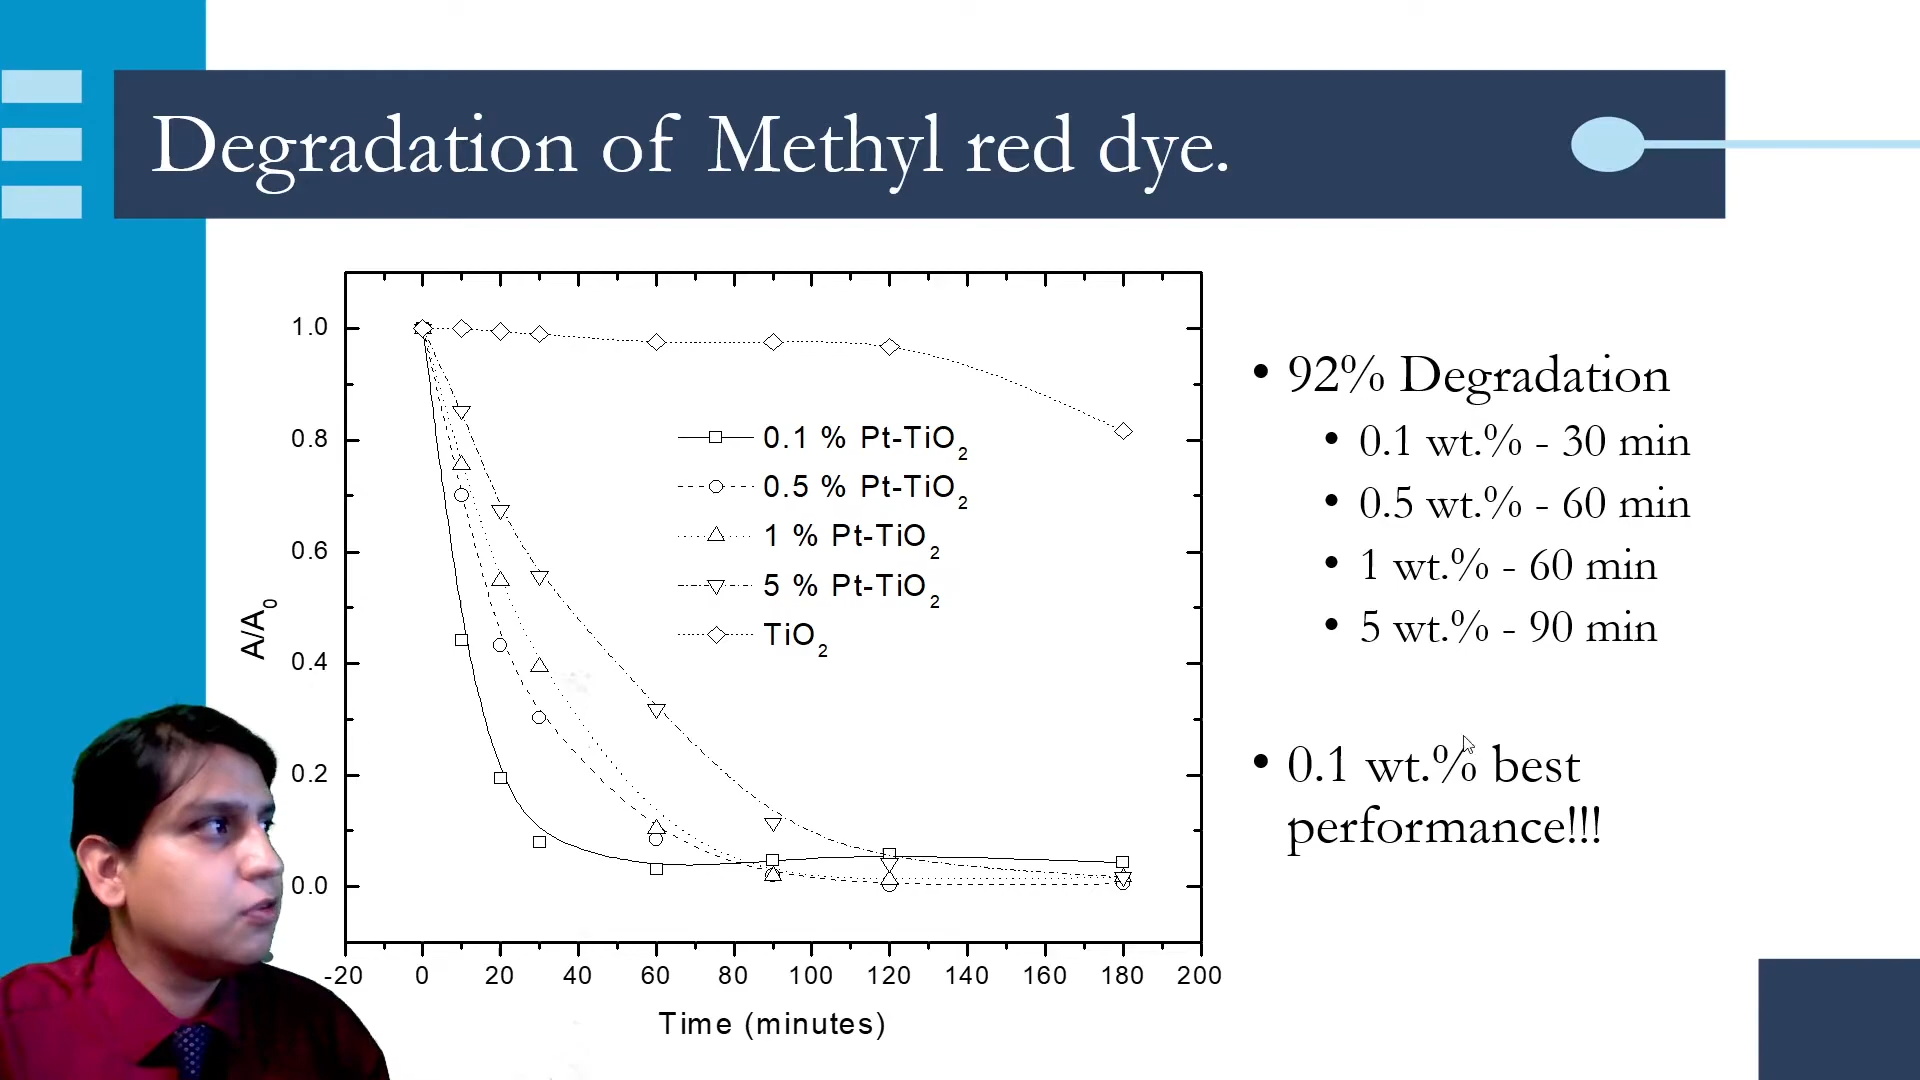 Degradation of Methyl red dye.
1.0
0.8
0.6
0.4
0.2
0.0
A/A0
0.1 % Pt-TiO2
0.5 % Pt-TiO2
1 % Pt-TiO2
5 % Pt-TiO2
TiO2
-20 0 20 40 60 80 100 120 140 160 180 200
Time (minutes)
• 92% Degradation
• 0.1 wt.% - 30 min
• 0.5 wt.% - 60 min
• 1 wt.% - 60 min
• 5 wt.% - 90 min
• 0.1 wt.% best
performance!!!